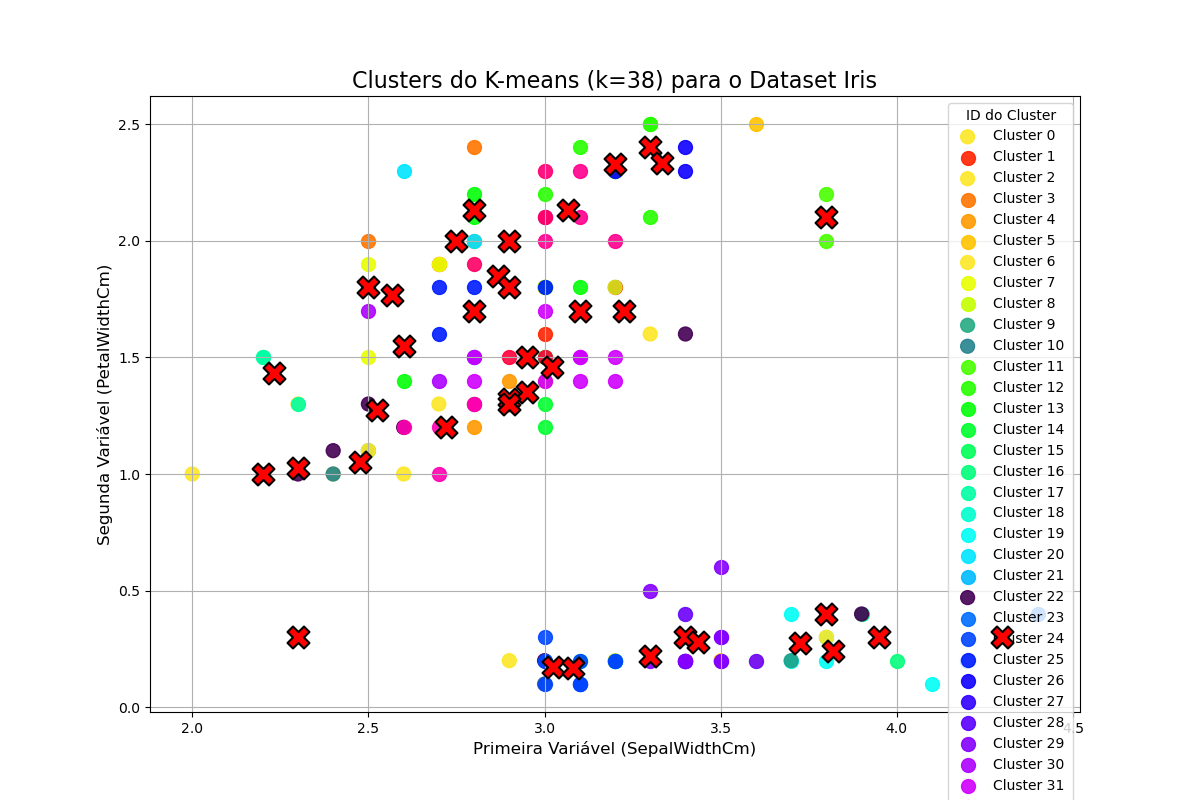 Clusters do K-means (k=38) para o Dataset Iris
Segunda Variável (PetalWidthCm)
2.5
2.0
1.5
1.0
0.5
0.0
2.0
2.5
3.0
3.5
4.0
4.5
Primeira Variável (SepalWidthCm)
ID do Cluster
Cluster 0
Cluster 1
Cluster 2
Cluster 3
Cluster 4
Cluster 5
Cluster 6
Cluster 7
Cluster 8
Cluster 9
Cluster 10
Cluster 11
Cluster 12
Cluster 13
Cluster 14
Cluster 15
Cluster 16
Cluster 17
Cluster 18
Cluster 19
Cluster 20
Cluster 21
Cluster 22
Cluster 23
Cluster 24
Cluster 25
Cluster 26
Cluster 27
Cluster 28
Cluster 29
Cluster 30
Cluster 31